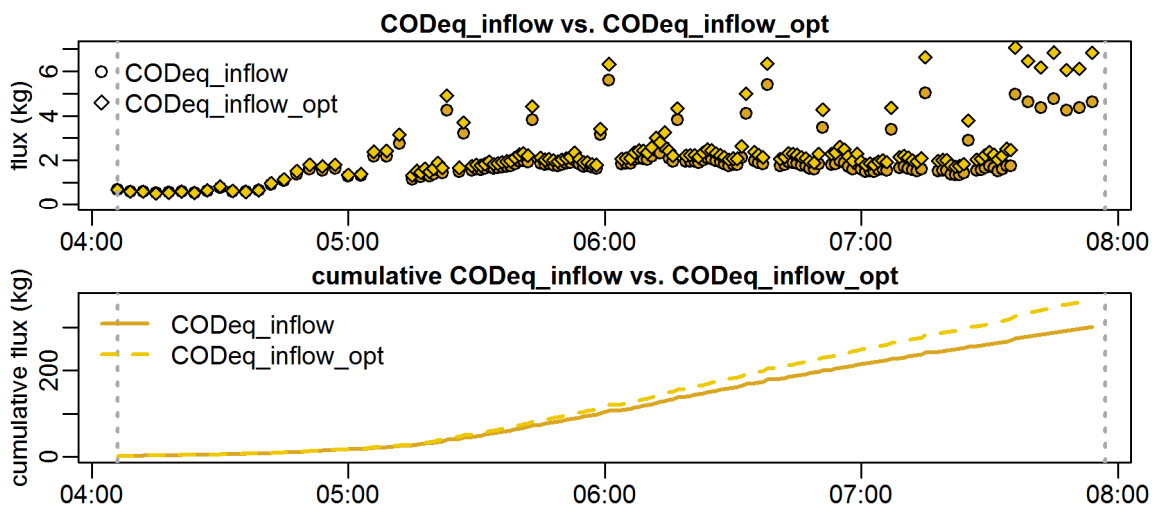 CODeq_inflow vs. CODeq_inflow_opt
flux (kg)
6
4
2
0
CODeq_inflow
CODeq_inflow_opt
04:00 05:00 06:00 07:00 08:00
cumulative CODeq_inflow vs. CODeq_inflow_opt
cumulative flux (kg)
200
0
CODeq_inflow
CODeq_inflow_opt
04:00 05:00 06:00 07:00 08:00